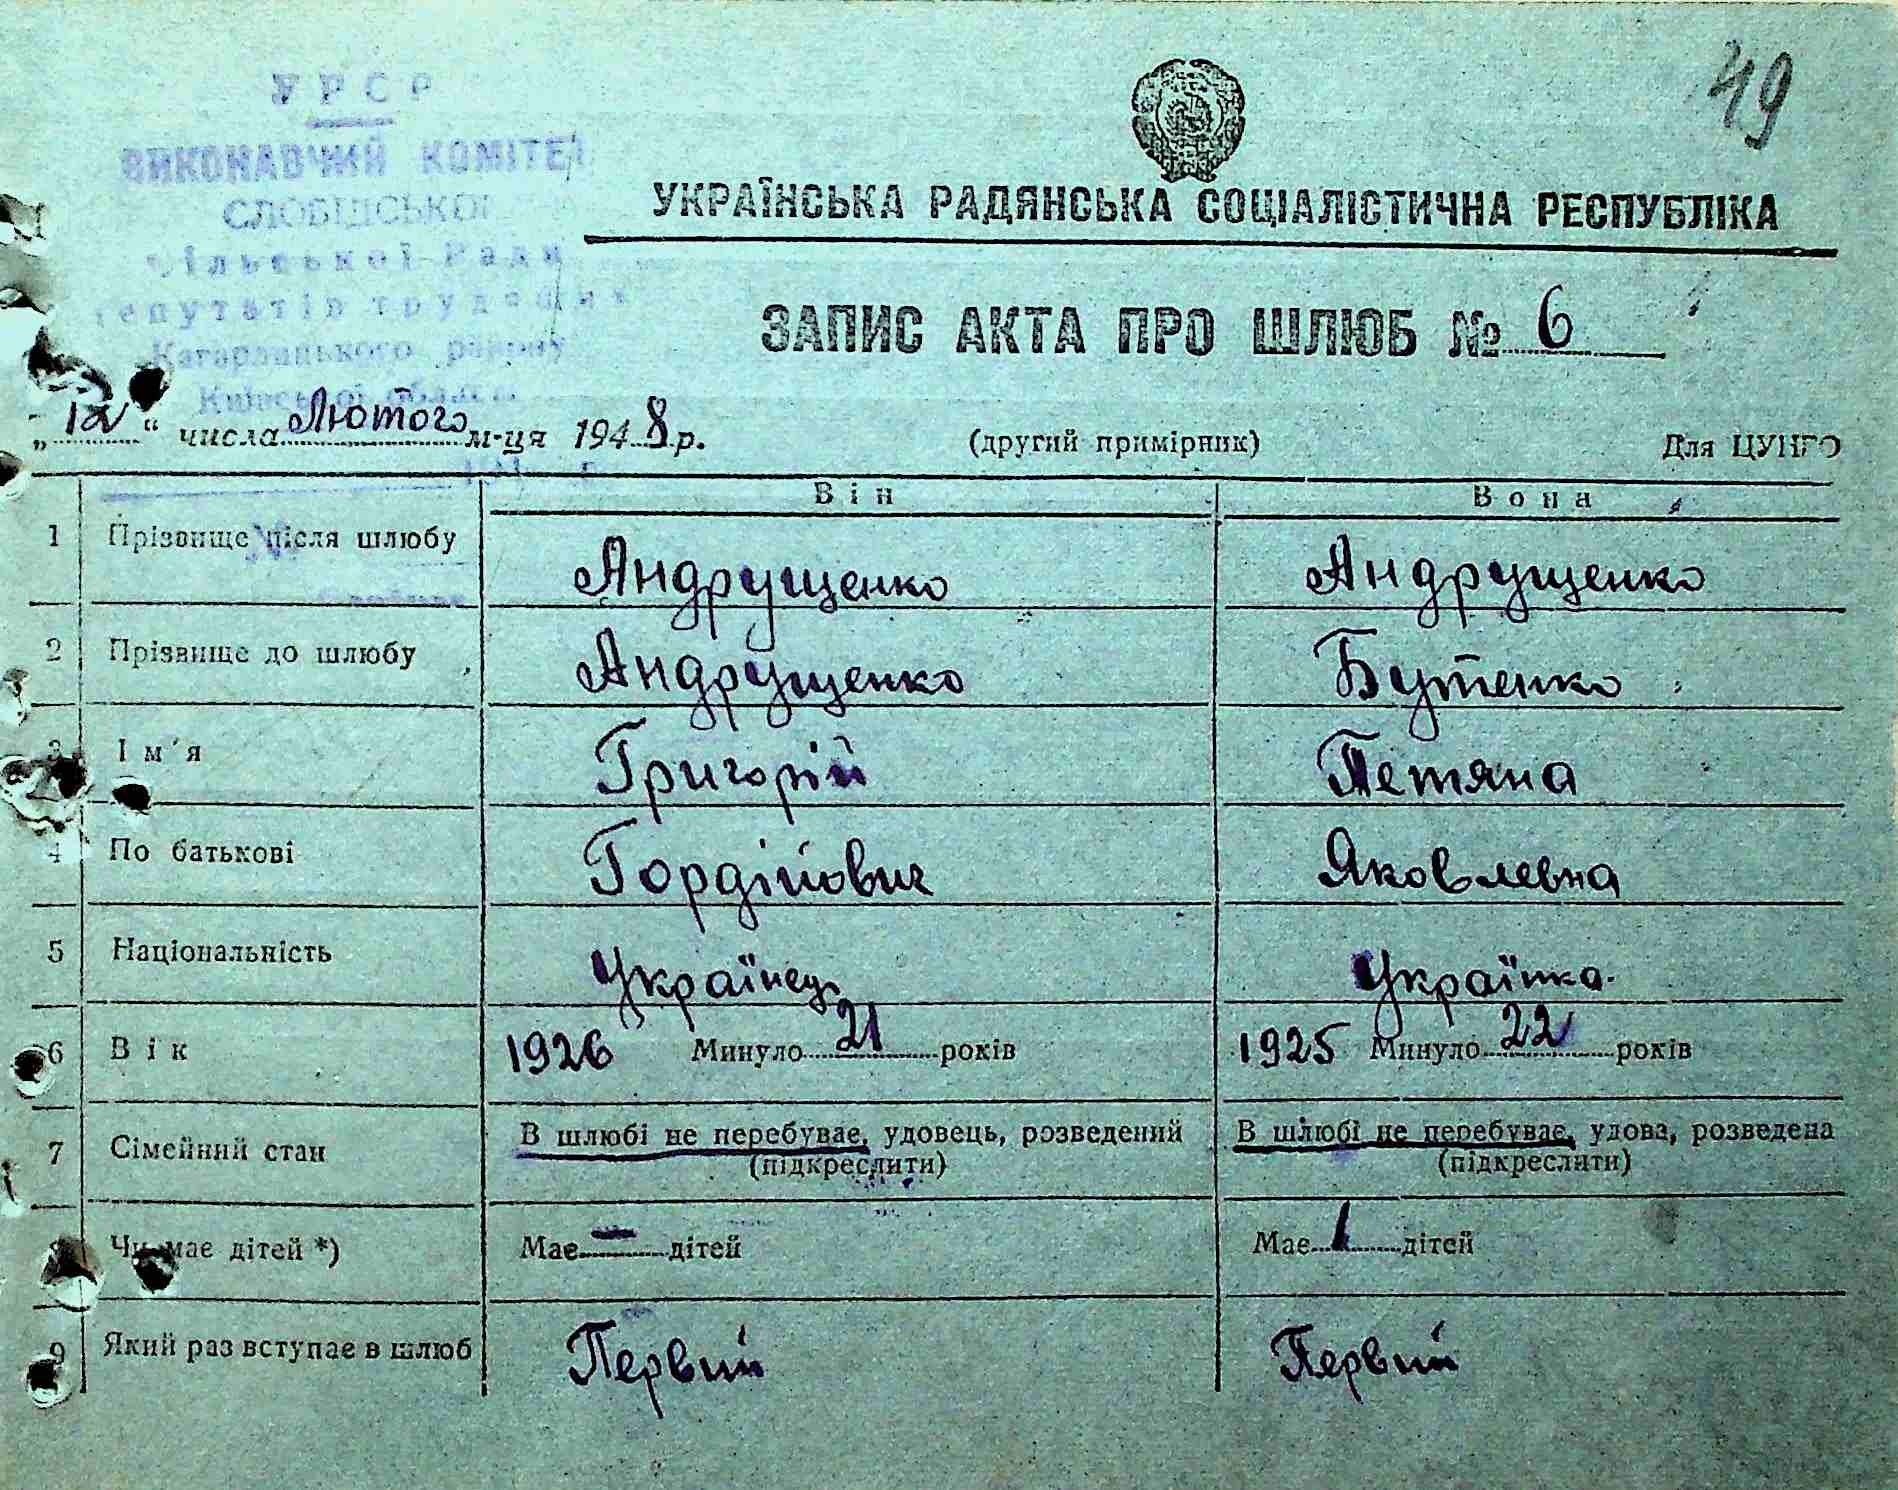 49
УРСР
ВИКОНАВЧИЙ КОМІТЕТ
СЛОБІДСЬКОЇ
Сільської Ради
депутатів трудящих
Кагарлицького району
Київської області
УКРАЇНСЬКА РАДЯНСЬКА СОЦІАЛІСТИЧНА РЕСПУБЛІКА
ЗАПИС АКТА ПРО ШЛЮБ № 6
„12“ числа Лютого м-ця 1948 р. (другий примірник) Для ЦУНГО
Він Вона
1 Прізвище після шлюбу Андрущенко Андрущенко
2 Прізвище до шлюбу Андрущенко Бутенко
3 Ім'я Григорій Тетяна
4 По батькові Гордійович Яковлевна
5 Національність Українец Українка.
6 Вік 1926 Минуло 21 років 1925 Минуло 22 років
7 Сімейний стан В шлюбі не перебуває, удовець, розведений В шлюбі не перебуває, удова, розведена
(підкреслити) (підкреслити)
8 Чи має дітей *) Має — дітей Має 1 дітей
9 Який раз вступає в шлюб Первий Первий